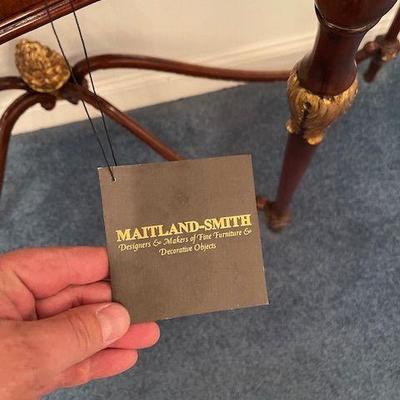 MAITLAND-SMITH
Designers & Makers of Fine Furniture &
Decorative Objects